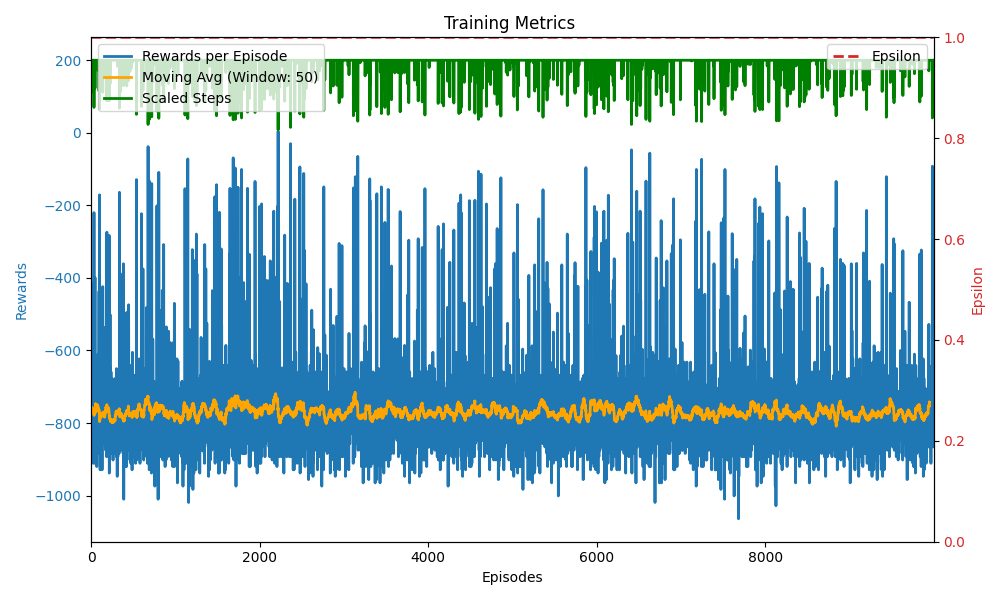 Training Metrics
Rewards per Episode
Moving Avg (Window: 50)
Scaled Steps
Epsilon
200
0
−200
−400
−600
−800
−1000
Rewards
1.0
0.8
0.6
0.4
0.2
0.0
Epsilon
0
2000
4000
6000
8000
Episodes